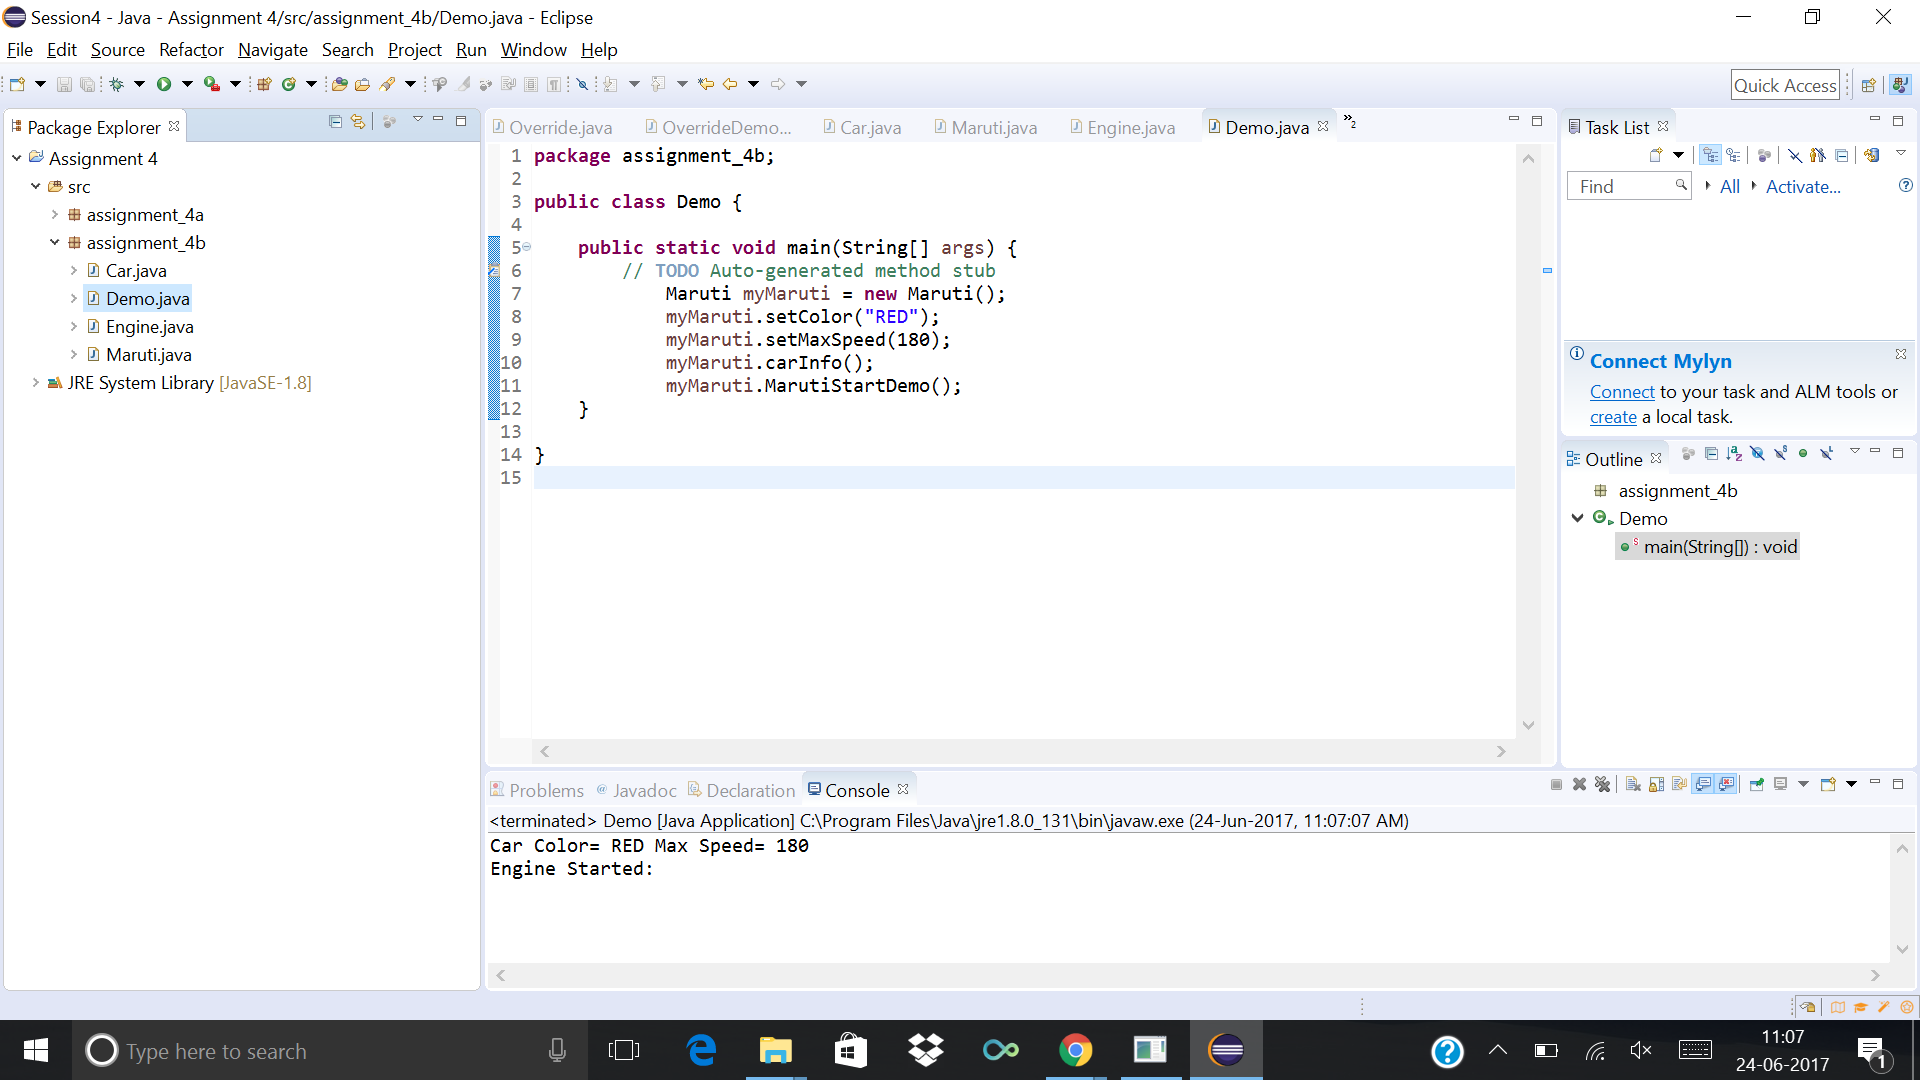 Session4 - Java - Assignment 4/src/assignment_4b/Demo.java - Eclipse
File Edit Source Refactor Navigate Search Project Run Window Help
Quick Access
Package Explorer
Assignment 4
src
assignment_4a
assignment_4b
Car.java
Demo.java
Engine.java
Maruti.java
JRE System Library [JavaSE-1.8]
Override.java OverrideDemo... Car.java Maruti.java Engine.java Demo.java »2
1 package assignment_4b;
2
3 public class Demo {
4
5 public static void main(String[] args) {
6 // TODO Auto-generated method stub
7 Maruti myMaruti = new Maruti();
8 myMaruti.setColor("RED");
9 myMaruti.setMaxSpeed(180);
10 myMaruti.carInfo();
11 myMaruti.MarutiStartDemo();
12 }
13
14 }
15
Task List
Find All Activate...
Connect Mylyn
Connect to your task and ALM tools or
create a local task.
Outline
assignment_4b
Demo
main(String[]) : void
Problems @ Javadoc Declaration Console
<terminated> Demo [Java Application] C:\Program Files\Java\jre1.8.0_131\bin\javaw.exe (24-Jun-2017, 11:07:07 AM)
Car Color= RED Max Speed= 180
Engine Started:
Type here to search
11:07
24-06-2017
1